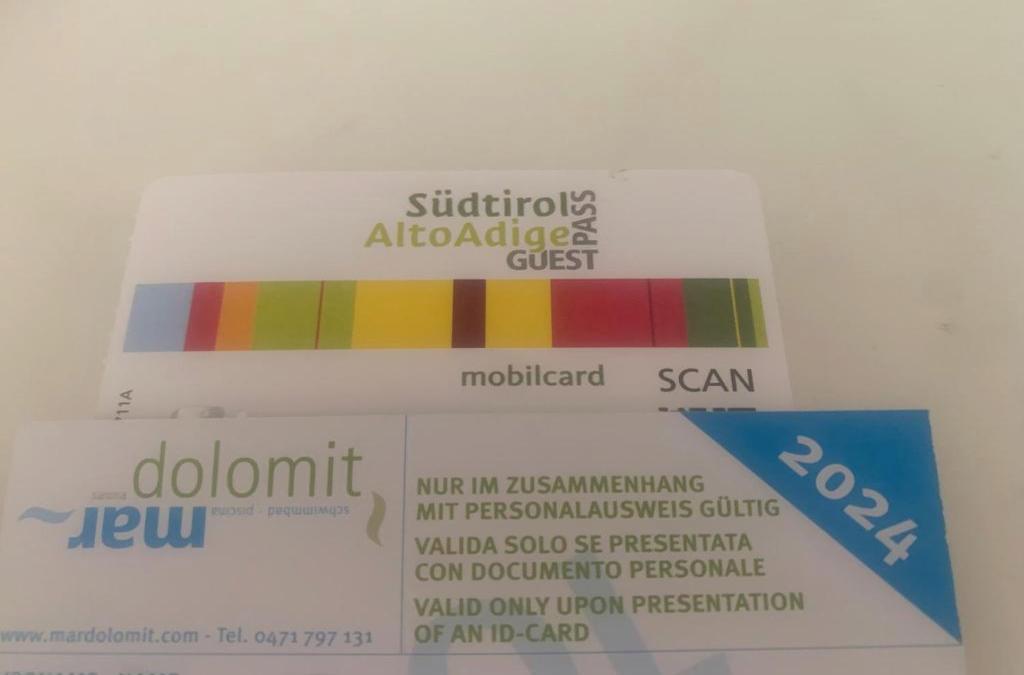 Südtirol
AltoAdige
GUEST PASS
mobilcard
SCAN
711A
dolomit
schwimmbad - piscina
mar
2024
NUR IM ZUSAMMENHANG
MIT PERSONALAUSWEIS GÜLTIG
VALIDA SOLO SE PRESENTATA
CON DOCUMENTO PERSONALE
VALID ONLY UPON PRESENTATION
OF AN ID-CARD
www.mardolomit.com - Tel. 0471 797 131